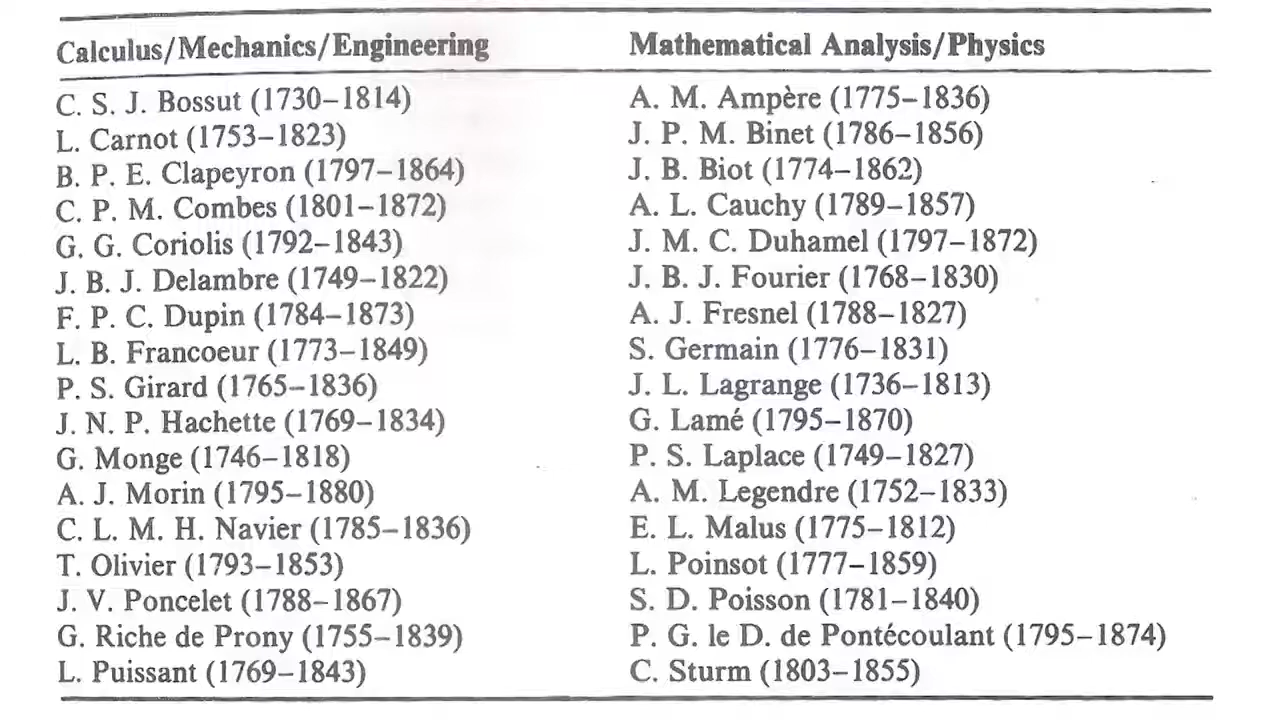 Calculus/Mechanics/Engineering Mathematical Analysis/Physics
C. S. J. Bossut (1730–1814) A. M. Ampère (1775–1836)
L. Carnot (1753–1823) J. P. M. Binet (1786–1856)
B. P. E. Clapeyron (1797–1864) J. B. Biot (1774–1862)
C. P. M. Combes (1801–1872) A. L. Cauchy (1789–1857)
G. G. Coriolis (1792–1843) J. M. C. Duhamel (1797–1872)
J. B. J. Delambre (1749–1822) J. B. J. Fourier (1768–1830)
F. P. C. Dupin (1784–1873) A. J. Fresnel (1788–1827)
L. B. Francoeur (1773–1849) S. Germain (1776–1831)
P. S. Girard (1765–1836) J. L. Lagrange (1736–1813)
J. N. P. Hachette (1769–1834) G. Lamé (1795–1870)
G. Monge (1746–1818) P. S. Laplace (1749–1827)
A. J. Morin (1795–1880) A. M. Legendre (1752–1833)
C. L. M. H. Navier (1785–1836) E. L. Malus (1775–1812)
T. Olivier (1793–1853) L. Poinsot (1777–1859)
J. V. Poncelet (1788–1867) S. D. Poisson (1781–1840)
G. Riche de Prony (1755–1839) P. G. le D. de Pontécoulant (1795–1874)
L. Puissant (1769–1843) C. Sturm (1803–1855)